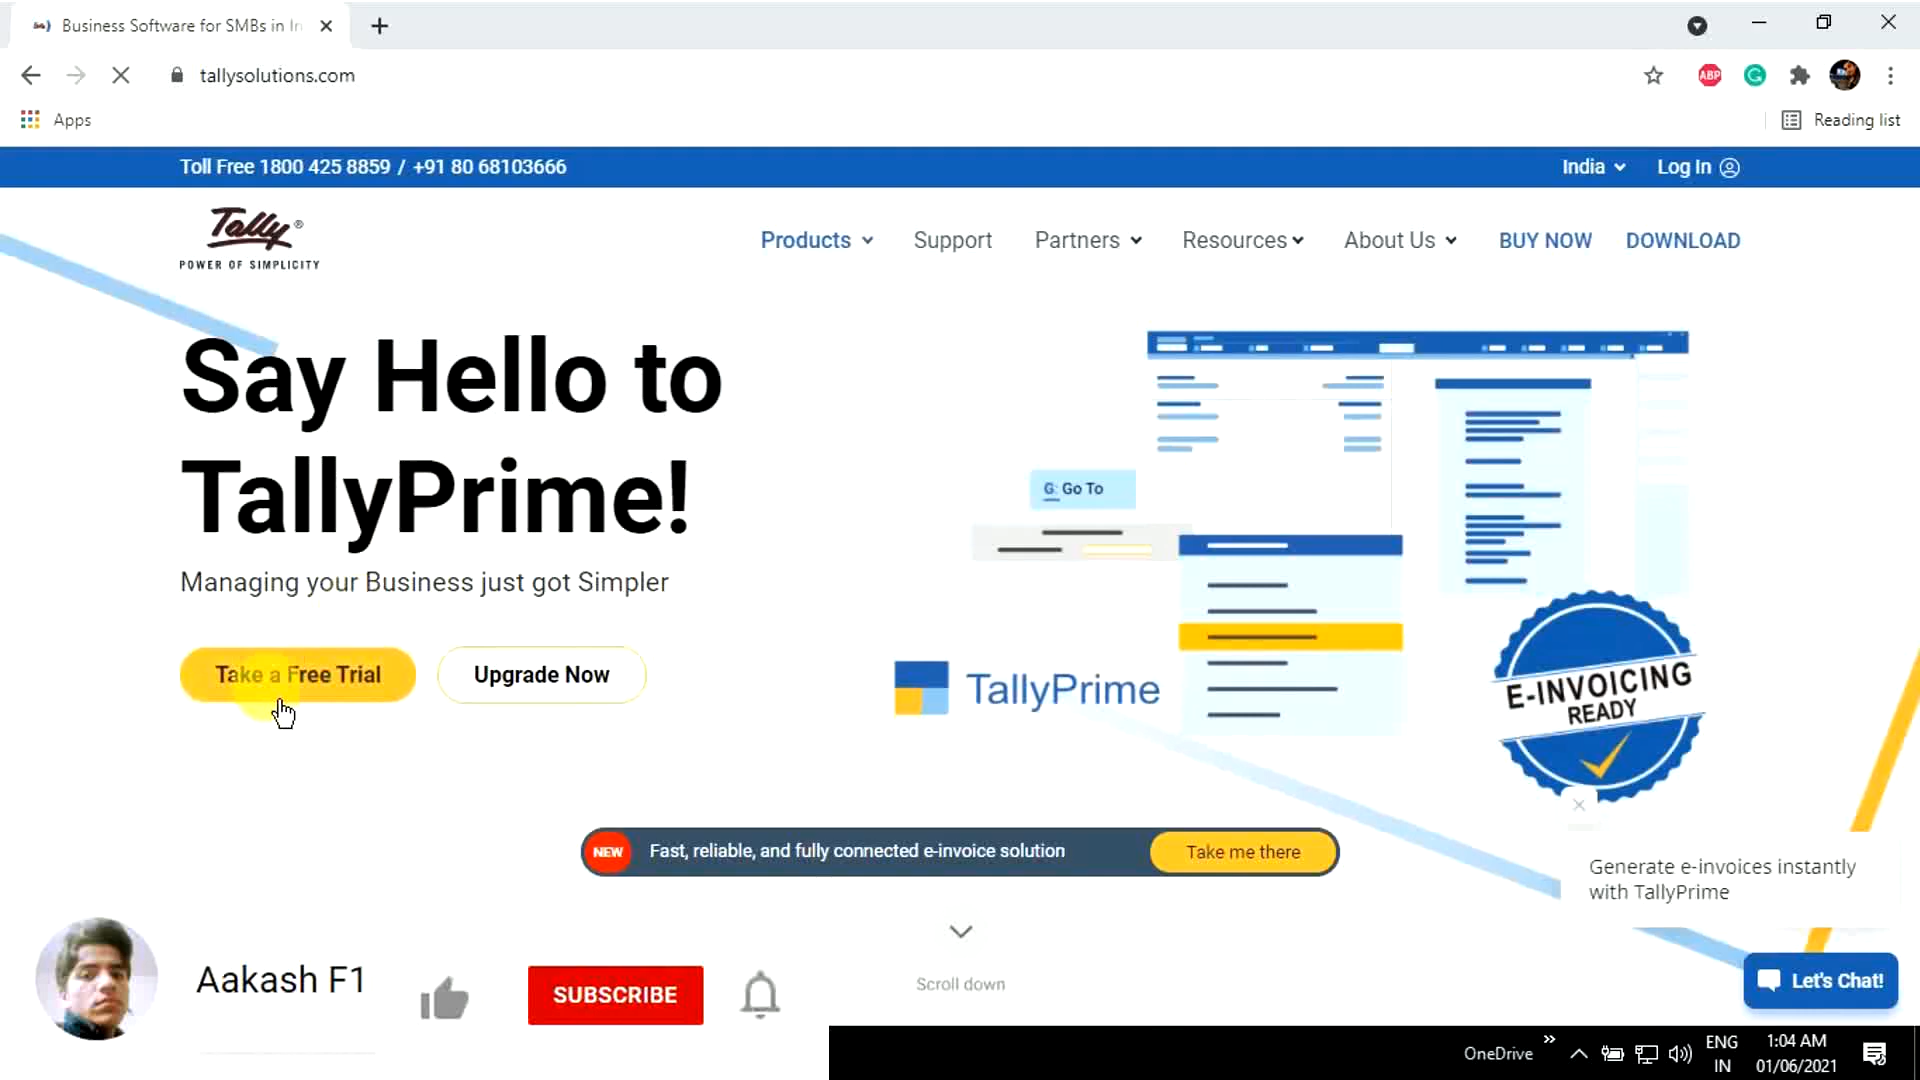 Business Software for SMBs in In
tallysolutions.com
ABP
Apps
Reading list
Toll Free 1800 425 8859 / +91 80 68103666
India
Log In
Tally®
POWER OF SIMPLICITY
Products
Support
Partners
Resources
About Us
BUY NOW
DOWNLOAD
Say Hello to
TallyPrime!
Managing your Business just got Simpler
Take a Free Trial
Upgrade Now
G: Go To
TallyPrime
E-INVOICING
READY
NEW
Fast, reliable, and fully connected e-invoice solution
Take me there
Generate e-invoices instantly
with TallyPrime
Scroll down
Let's Chat!
Aakash F1
SUBSCRIBE
OneDrive
ENG
IN
1:04 AM
01/06/2021